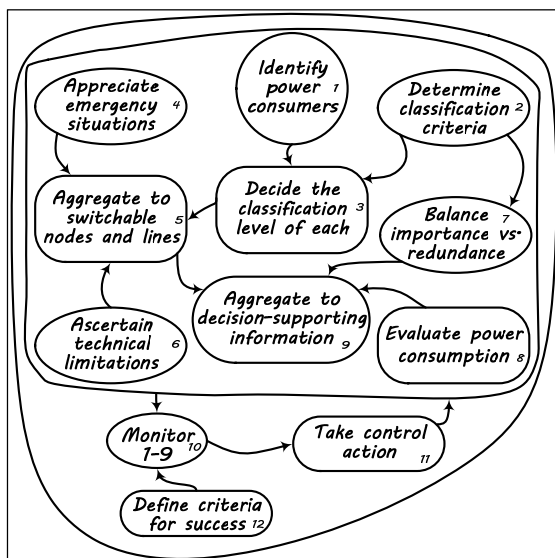 Appreciate
emergency 4
situations
Identify
power 1
consumers
Determine
classification 2
criteria
Aggregate to
switchable 5
nodes and lines
Decide the
classification 3
level of each
Balance 7
importance vs.
redundance
Ascertain 6
technical
limitations
Aggregate to
decision-supporting
information 9
Evaluate power
consumption 8
Monitor
1-9 10
Take control
action 11
Define criteria
for success 12